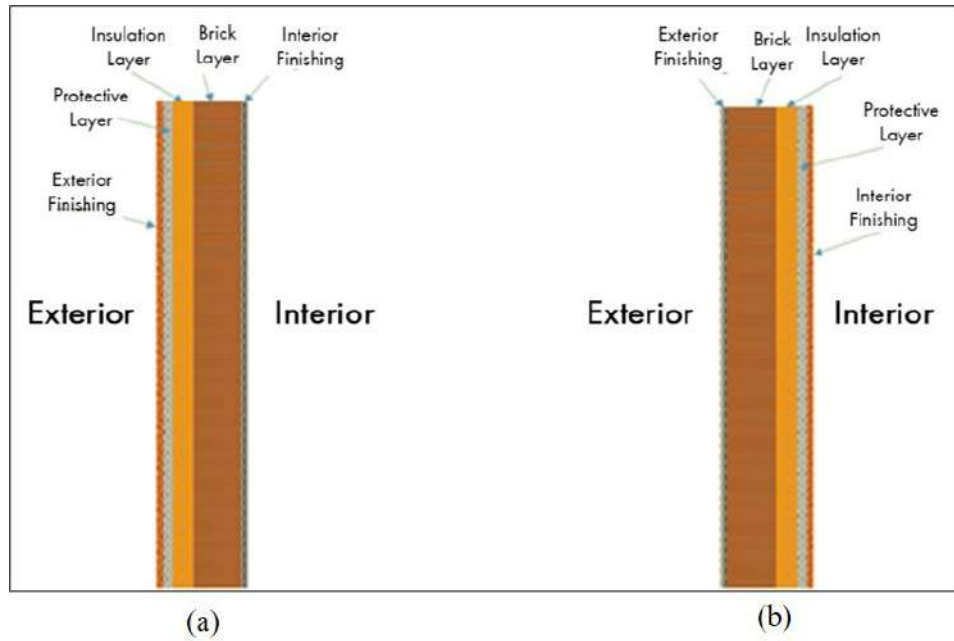 Insulation
Layer
Brick
Layer
Interior
Finishing
Protective
Layer
Exterior
Finishing
Exterior
Interior
(a)
Exterior
Finishing
Brick
Layer
Insulation
Layer
Protective
Layer
Interior
Finishing
Exterior
Interior
(b)